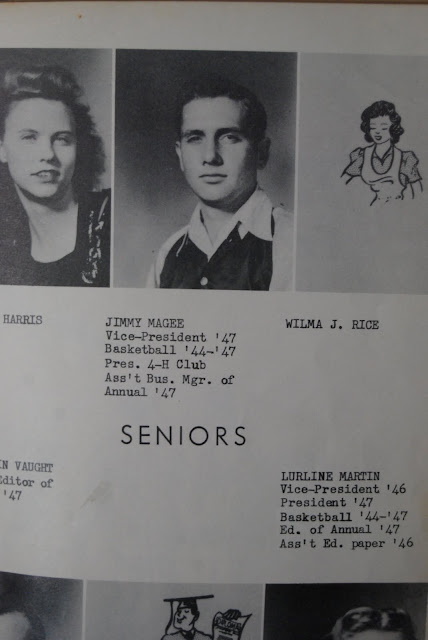 HARRIS
JIMMY MAGEE
Vice-President '47
Basketball '44-'47
Pres. 4-H Club
Ass't Bus. Mgr. of
Annual '47
WILMA J. RICE
SENIORS
VAUGHT
of
'47
LURLINE MARTIN
Vice-President '46
President '47
Basketball '44-'47
Ed. of Annual '47
Ass't Ed. paper '46